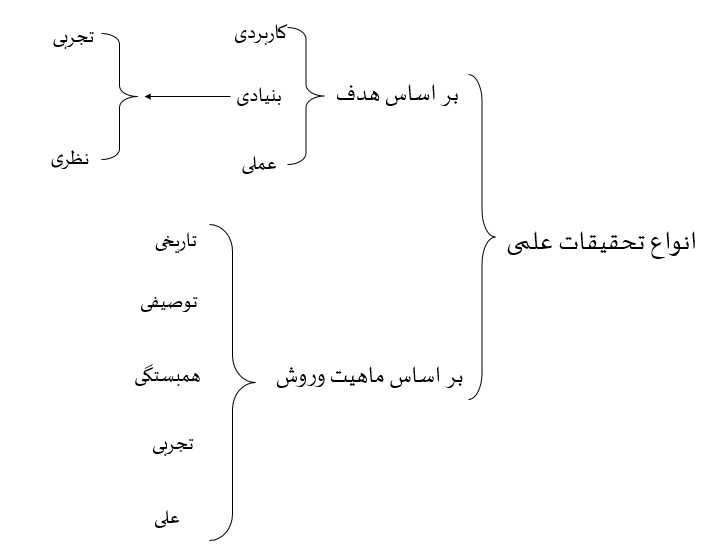 انواع تحقیقات علمی
بر اساس هدف
کاربردی
بنیادی
عملی
تجربی
نظری
بر اساس ماهیت وروش
تاریخی
توصیفی
همبستگی
تجربی
علی